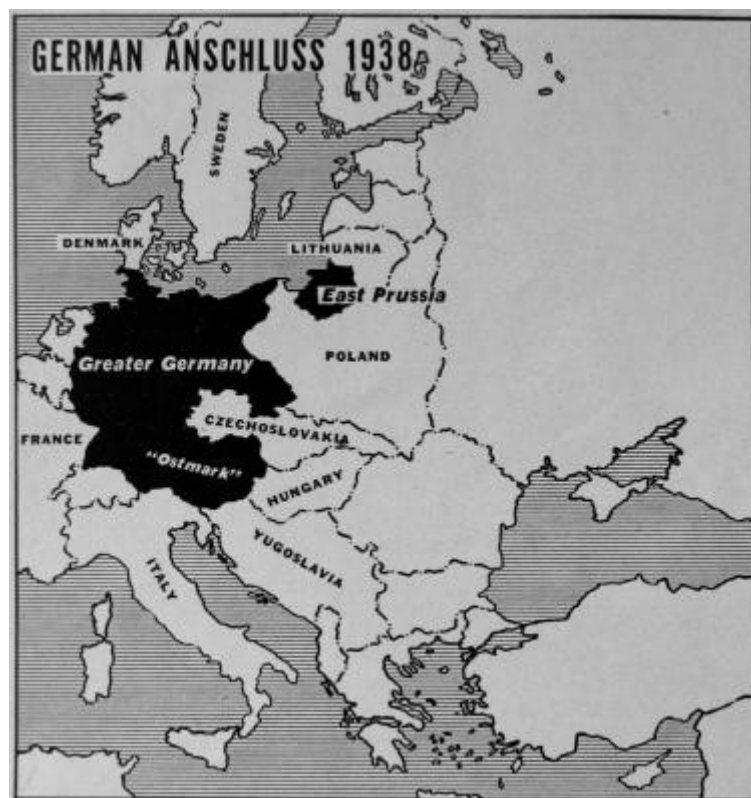 GERMAN ANSCHLUSS 1938
SWEDEN
DENMARK
LITHUANIA
East Prussia
Greater Germany
POLAND
CZECHOSLOVAKIA
FRANCE
"Ostmark"
HUNGARY
YUGOSLAVIA
ITALY